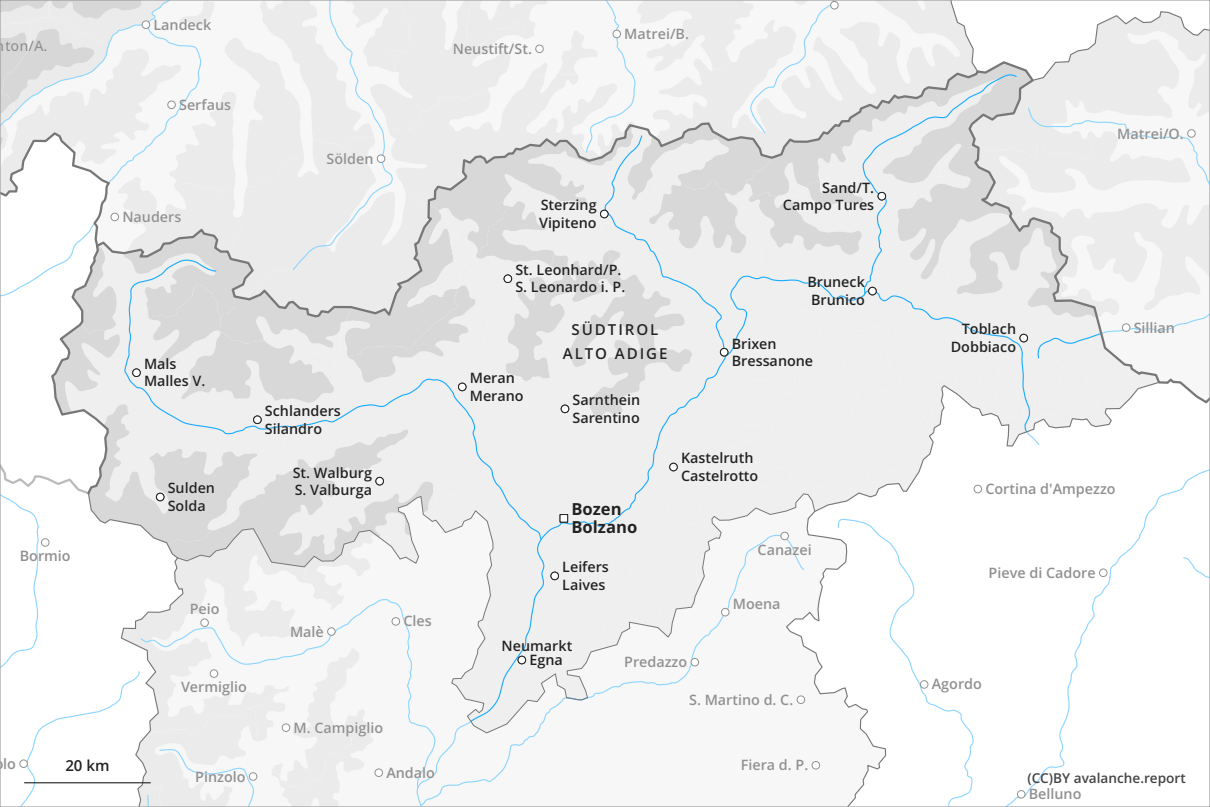 Landeck
Matrei/B.
Neustift/St.
Serfaus
Matrei/O.
Sölden
Sand/T.
Campo Tures
Nauders
Sterzing
Vipiteno
St. Leonhard/P.
S. Leonardo i. P.
Bruneck
Brunico
SÜDTIROL
ALTO ADIGE
Sillian
Toblach
Dobbiaco
Brixen
Bressanone
Mals
Malles V.
Meran
Merano
Sarnthein
Sarentino
Schlanders
Silandro
Kastelruth
Castelrotto
St. Walburg
S. Valburga
Sulden
Solda
Cortina d'Ampezzo
Bozen
Bolzano
Canazei
Bormio
Leifers
Laives
Pieve di Cadore
Peio
Moena
Cles
Malè
Neumarkt
Egna
Predazzo
Vermiglio
Agordo
S. Martino d. C.
M. Campiglio
Fiera d. P.
20 km
Andalo
Pinzolo
(CC)BY avalanche.report
Belluno